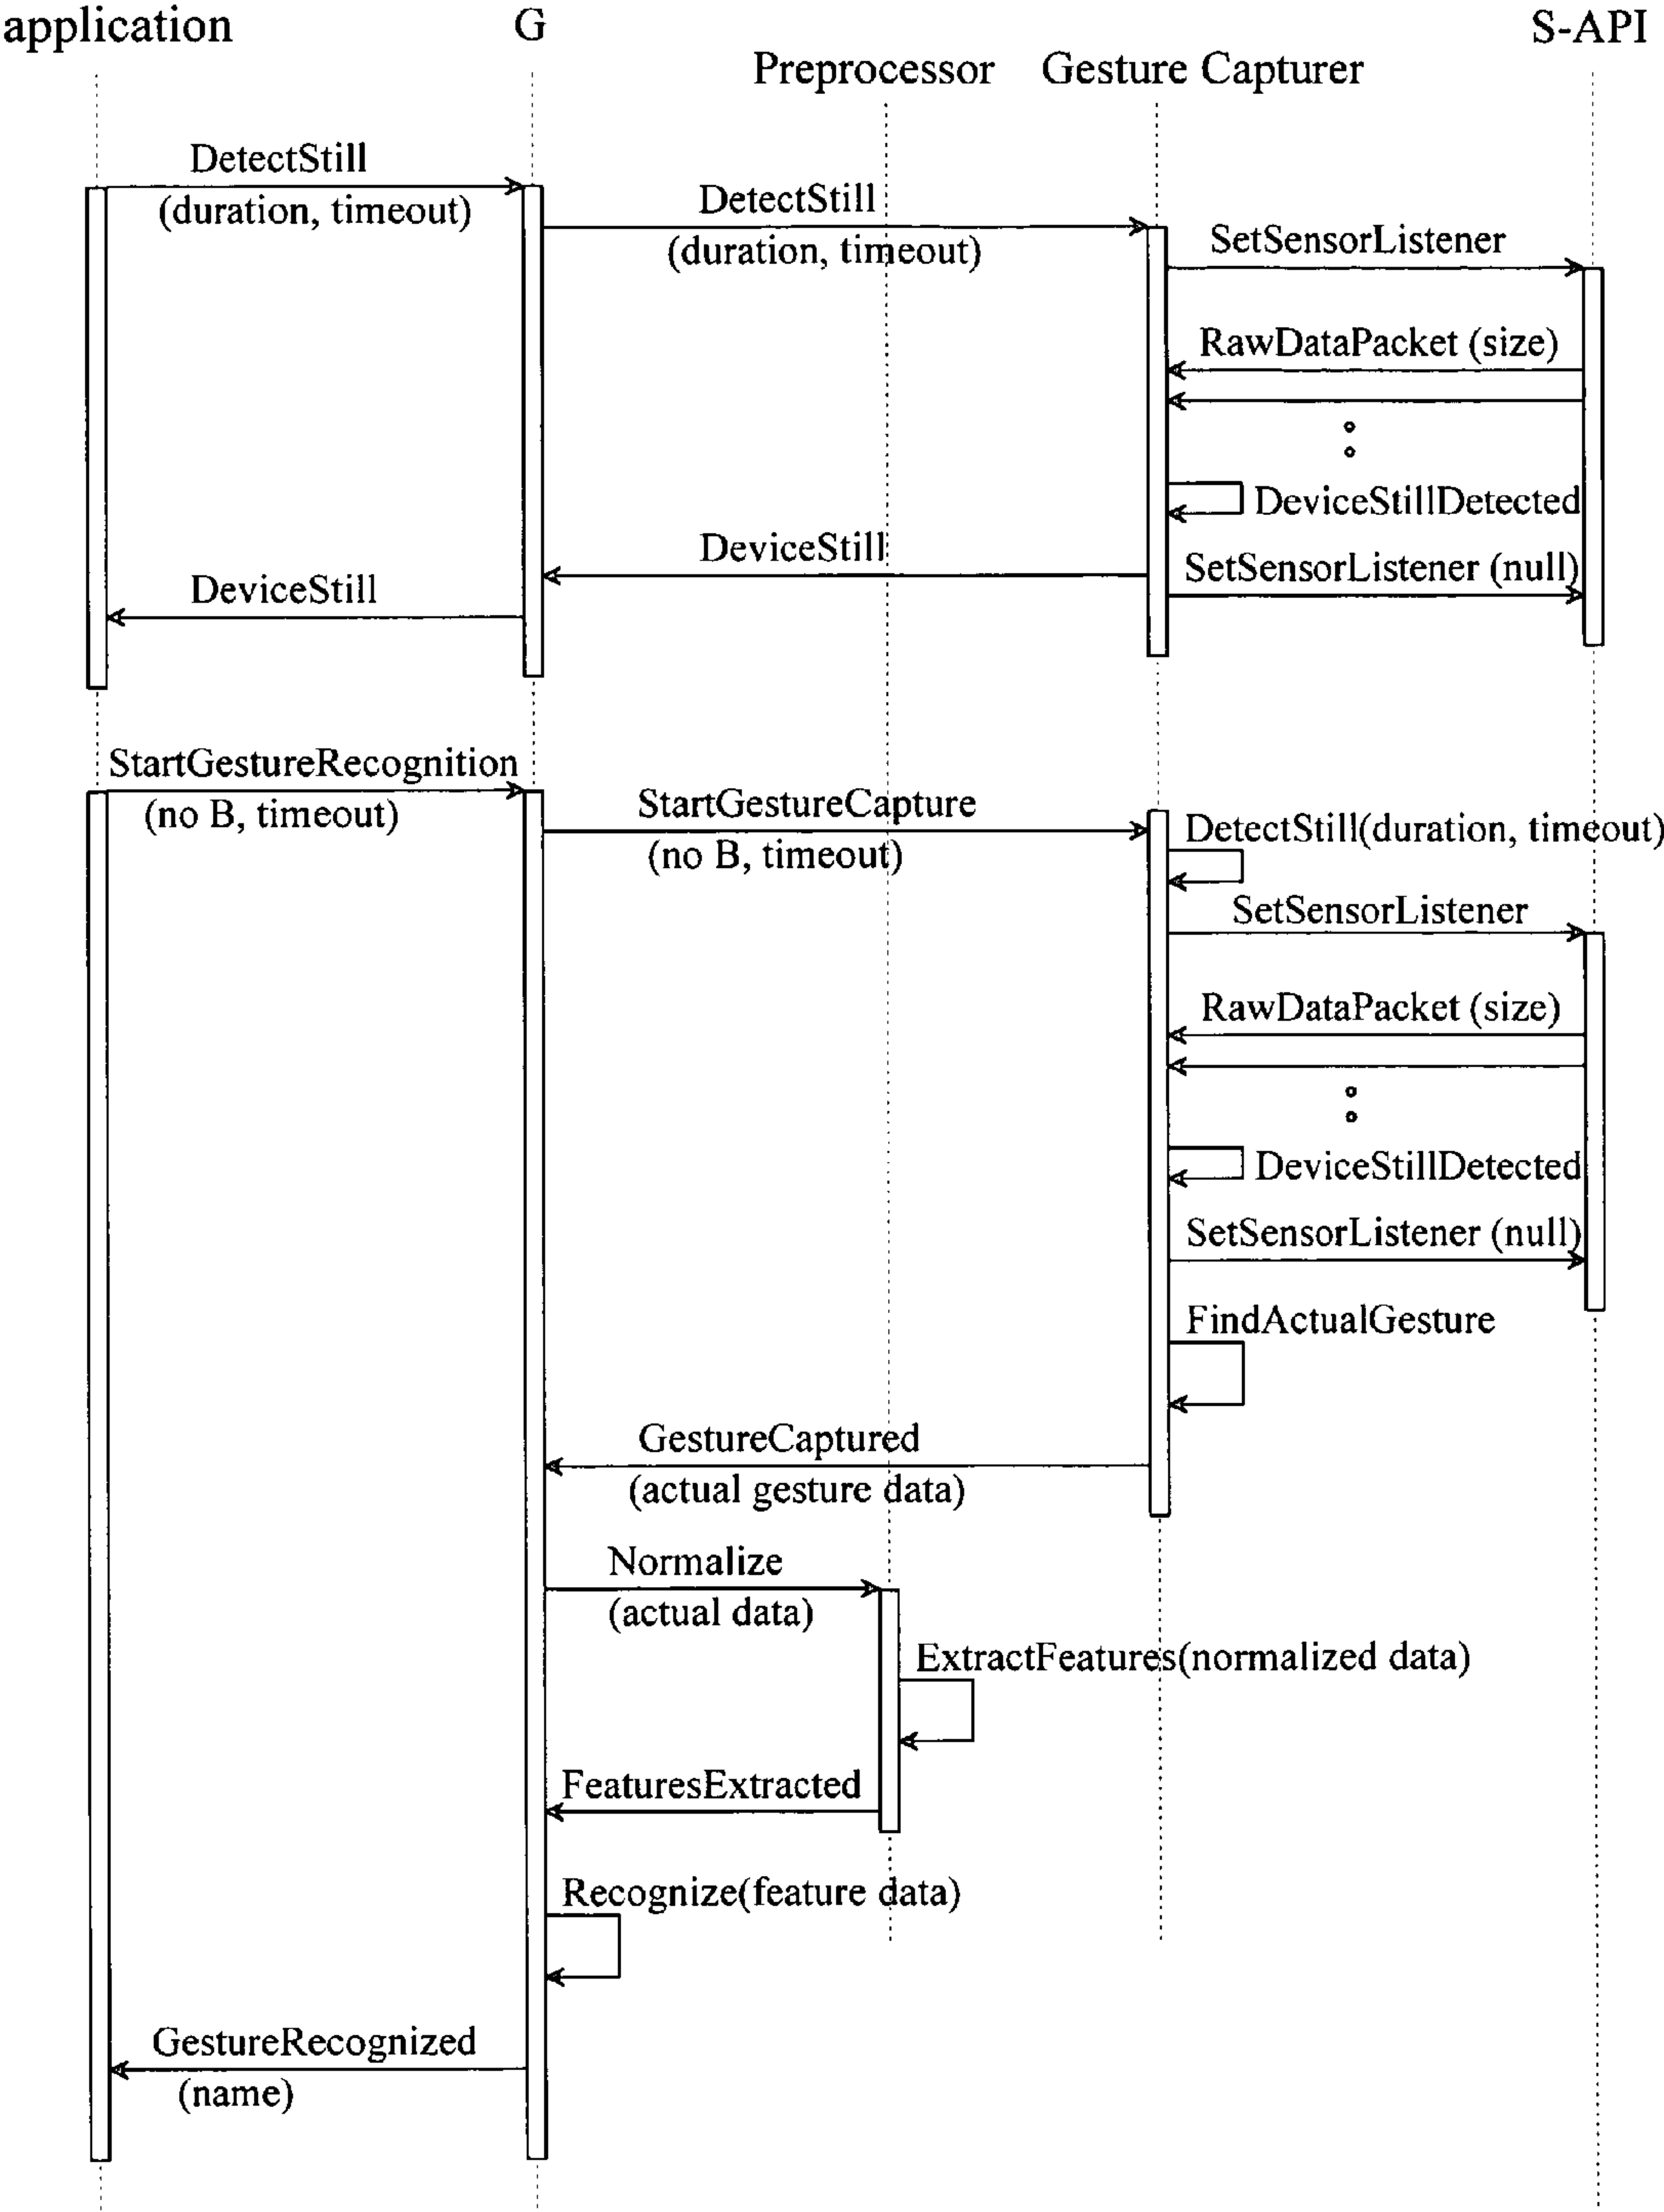 application
G
S-API
Preprocessor
Gesture Capturer
DetectStill
(duration, timeout)
DetectStill
(duration, timeout)
SetSensorListener
RawDataPacket (size)
DeviceStillDetected
DeviceStill
SetSensorListener (null)
DeviceStill
StartGestureRecognition
(no B, timeout)
StartGestureCapture
(no B, timeout)
DetectStill(duration, timeout)
SetSensorListener
RawDataPacket (size)
DeviceStillDetected
SetSensorListener (null)
FindActualGesture
GestureCaptured
(actual gesture data)
Normalize
(actual data)
ExtractFeatures(normalized data)
FeaturesExtracted
Recognize(feature data)
GestureRecognized
(name)